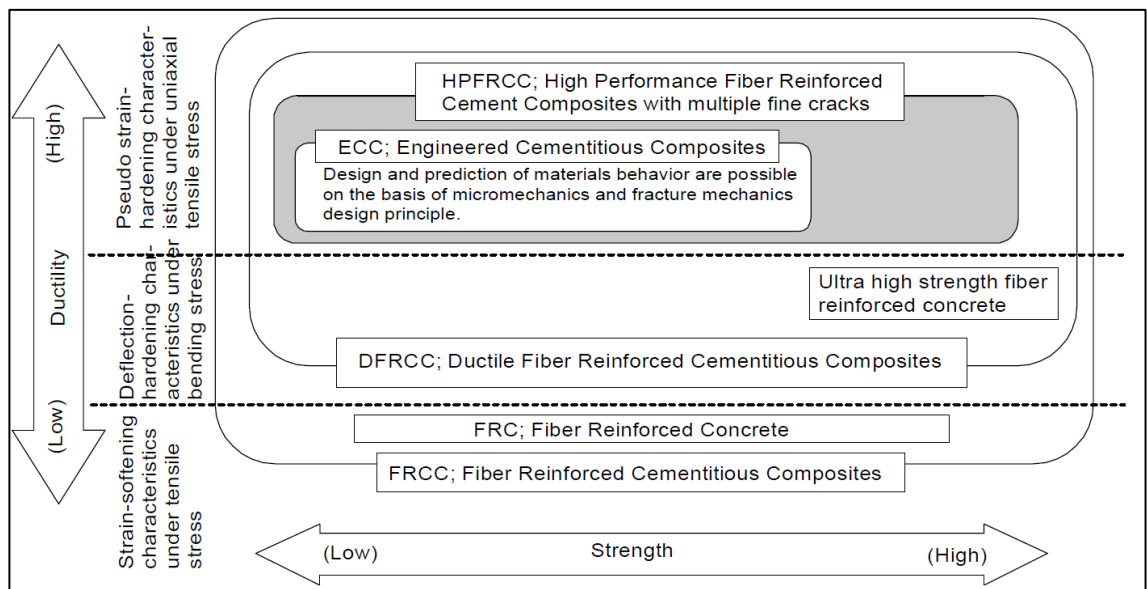 (High)
Ductility
(Low)
Pseudo strain-
hardening character-
istics under uniaxial
tensile stress
Deflection-
hardening char-
acteristics under
bending stress
Strain-softening
characteristics
under tensile
stress
HPFRCC; High Performance Fiber Reinforced
Cement Composites with multiple fine cracks
ECC; Engineered Cementitious Composites
Design and prediction of materials behavior are possible
on the basis of micromechanics and fracture mechanics
design principle.
Ultra high strength fiber
reinforced concrete
DFRCC; Ductile Fiber Reinforced Cementitious Composites
FRC; Fiber Reinforced Concrete
FRCC; Fiber Reinforced Cementitious Composites
(Low)
Strength
(High)